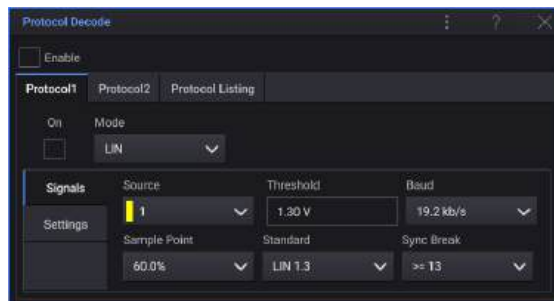 Protocol Decode
?
Enable
Protocol1 Protocol2 Protocol Listing
On Mode
LIN
Signals Source Threshold Baud
1 1.30 V 19.2 kb/s
Settings
Sample Point Standard Sync Break
60.0% LIN 1.3 >= 13